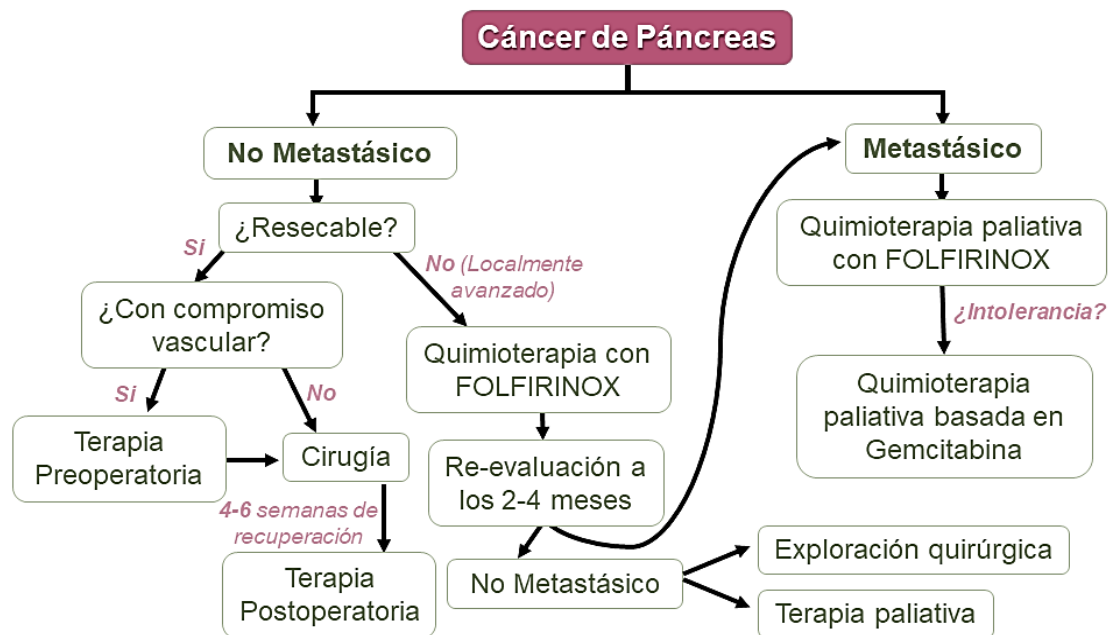 Cáncer de Páncreas
No Metastásico
¿Resecable?
Si
No (Localmente
avanzado)
¿Con compromiso
vascular?
Si
No
Terapia
Preoperatoria
Cirugía
4-6 semanas de
recuperación
Terapia
Postoperatoria
Quimioterapia con
FOLFIRINOX
Re-evaluación a
los 2-4 meses
No Metastásico
Exploración quirúrgica
Terapia paliativa
Metastásico
Quimioterapia paliativa
con FOLFIRINOX
¿Intolerancia?
Quimioterapia
paliativa basada en
Gemcitabina